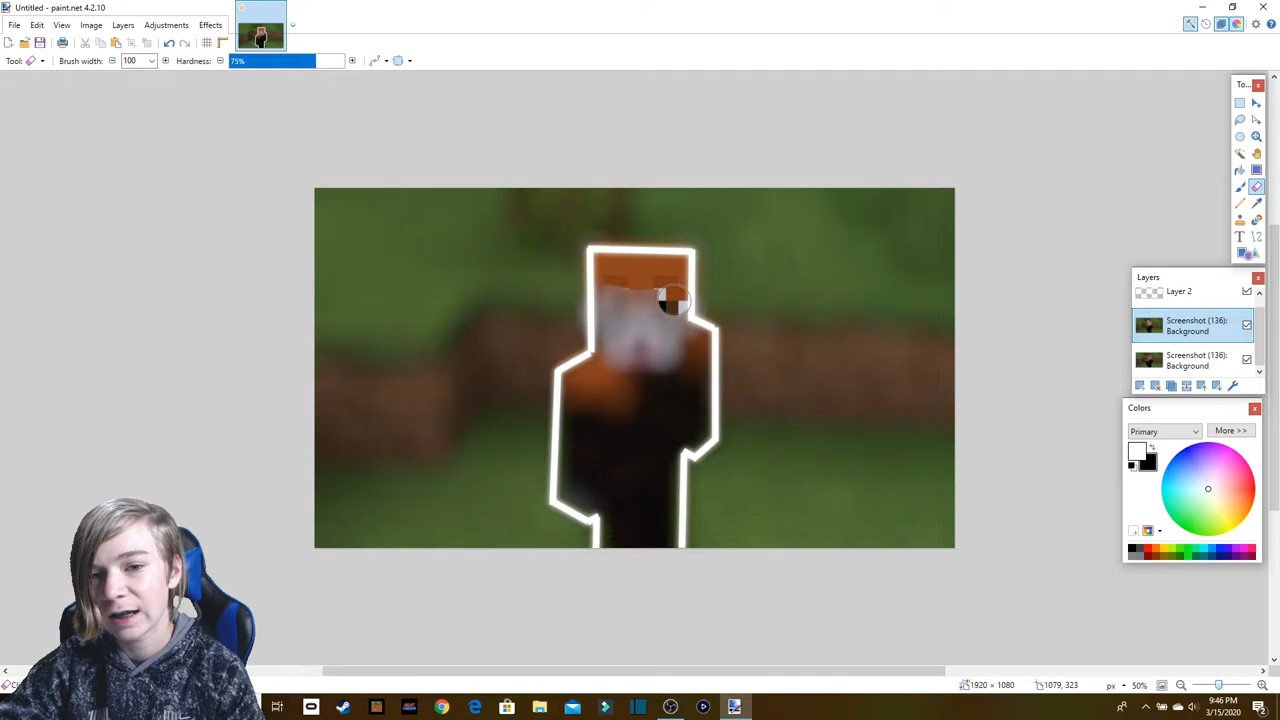 Untitled - paint.net 4.2.10
File Edit View Image Layers Adjustments Effects
Tool: Brush width: 100 Hardness: 75%
To...
Layers
Layer 2
Screenshot (136):
Background
Screenshot (136):
Background
Colors
Primary More >>
1920 × 1080 1079, 323 px 50%
9:46 PM
3/15/2020
2